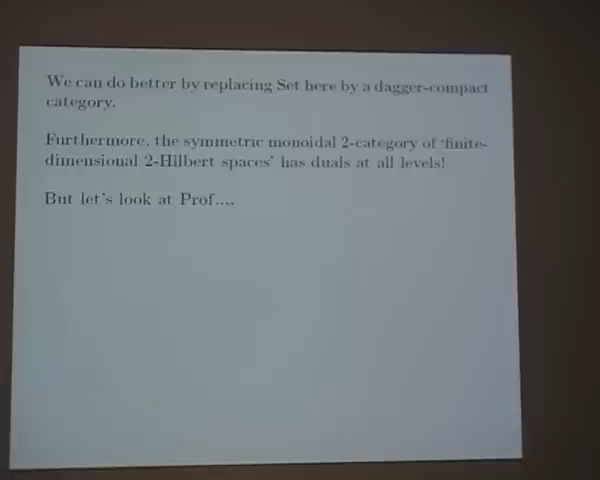 We can do better by replacing Set here by a dagger-compact
category.
Furthermore, the symmetric monoidal 2-category of ‘finite-
dimensional 2-Hilbert spaces’ has duals at all levels!
But let’s look at Prof....